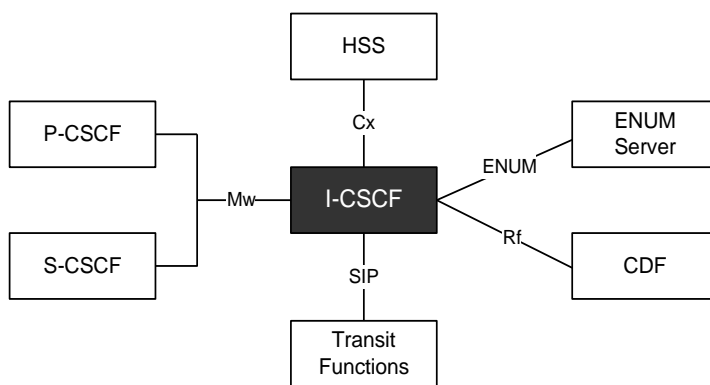 HSS
P-CSCF
Cx
ENUM
Server
ENUM
I-CSCF
Mw
Rf
S-CSCF
SIP
CDF
Transit
Functions